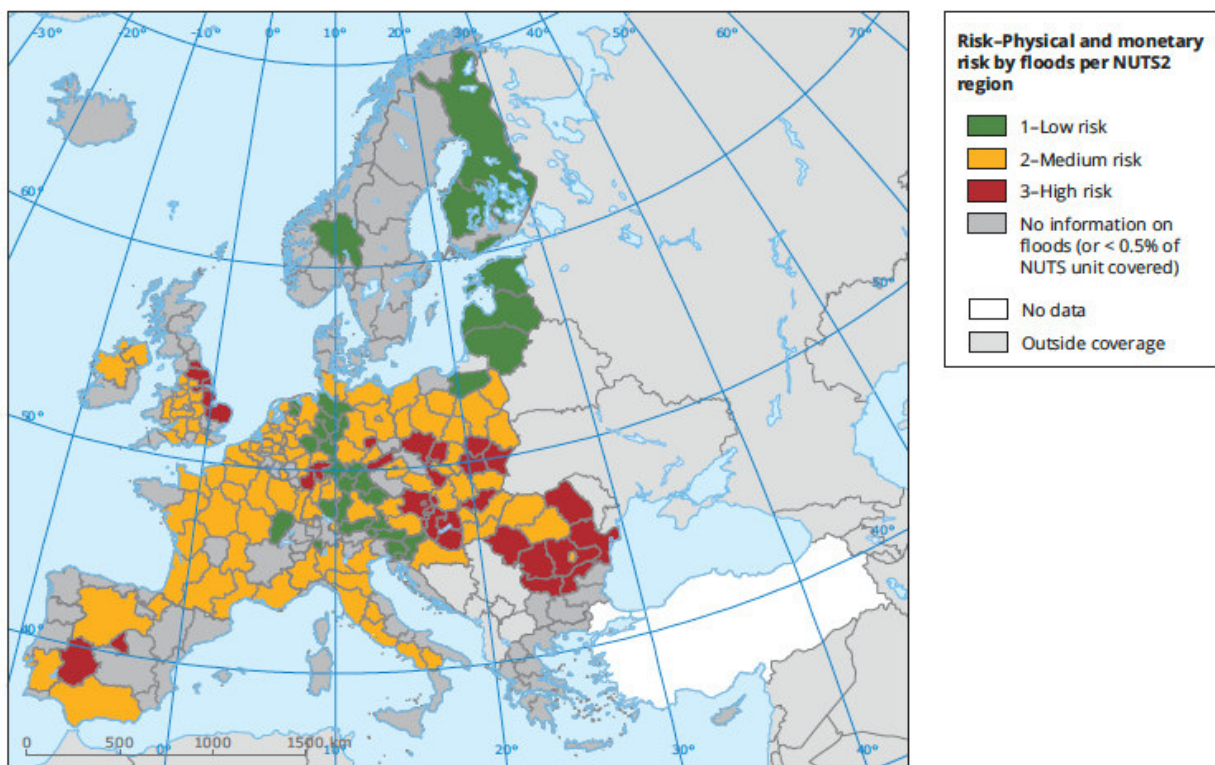 -30°
-20°
-10°
0°
10°
20°
30°
40°
50°
60°
70°
60°
50°
40°
60°
50°
40°
0
500
1000
1500 km
0°
10°
20°
30°
40°
Risk–Physical and monetary
risk by floods per NUTS2
region
1–Low risk
2–Medium risk
3–High risk
No information on
floods (or < 0.5% of
NUTS unit covered)
No data
Outside coverage